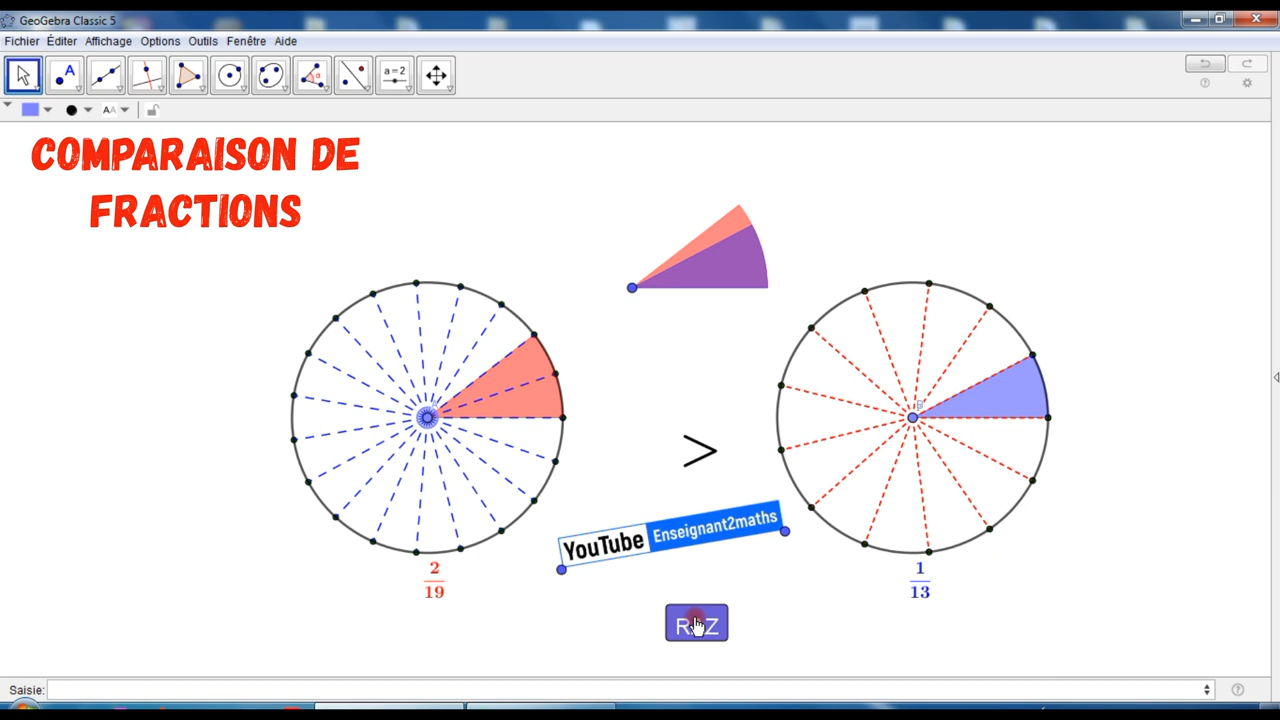 GeoGebra Classic 5
Fichier Éditer Affichage Options Outils Fenêtre Aide
A
α
a = 2
AA
COMPARAISON DE
FRACTIONS
A
B
>
YouTube Enseignant2maths
2
19
1
13
Saisie: